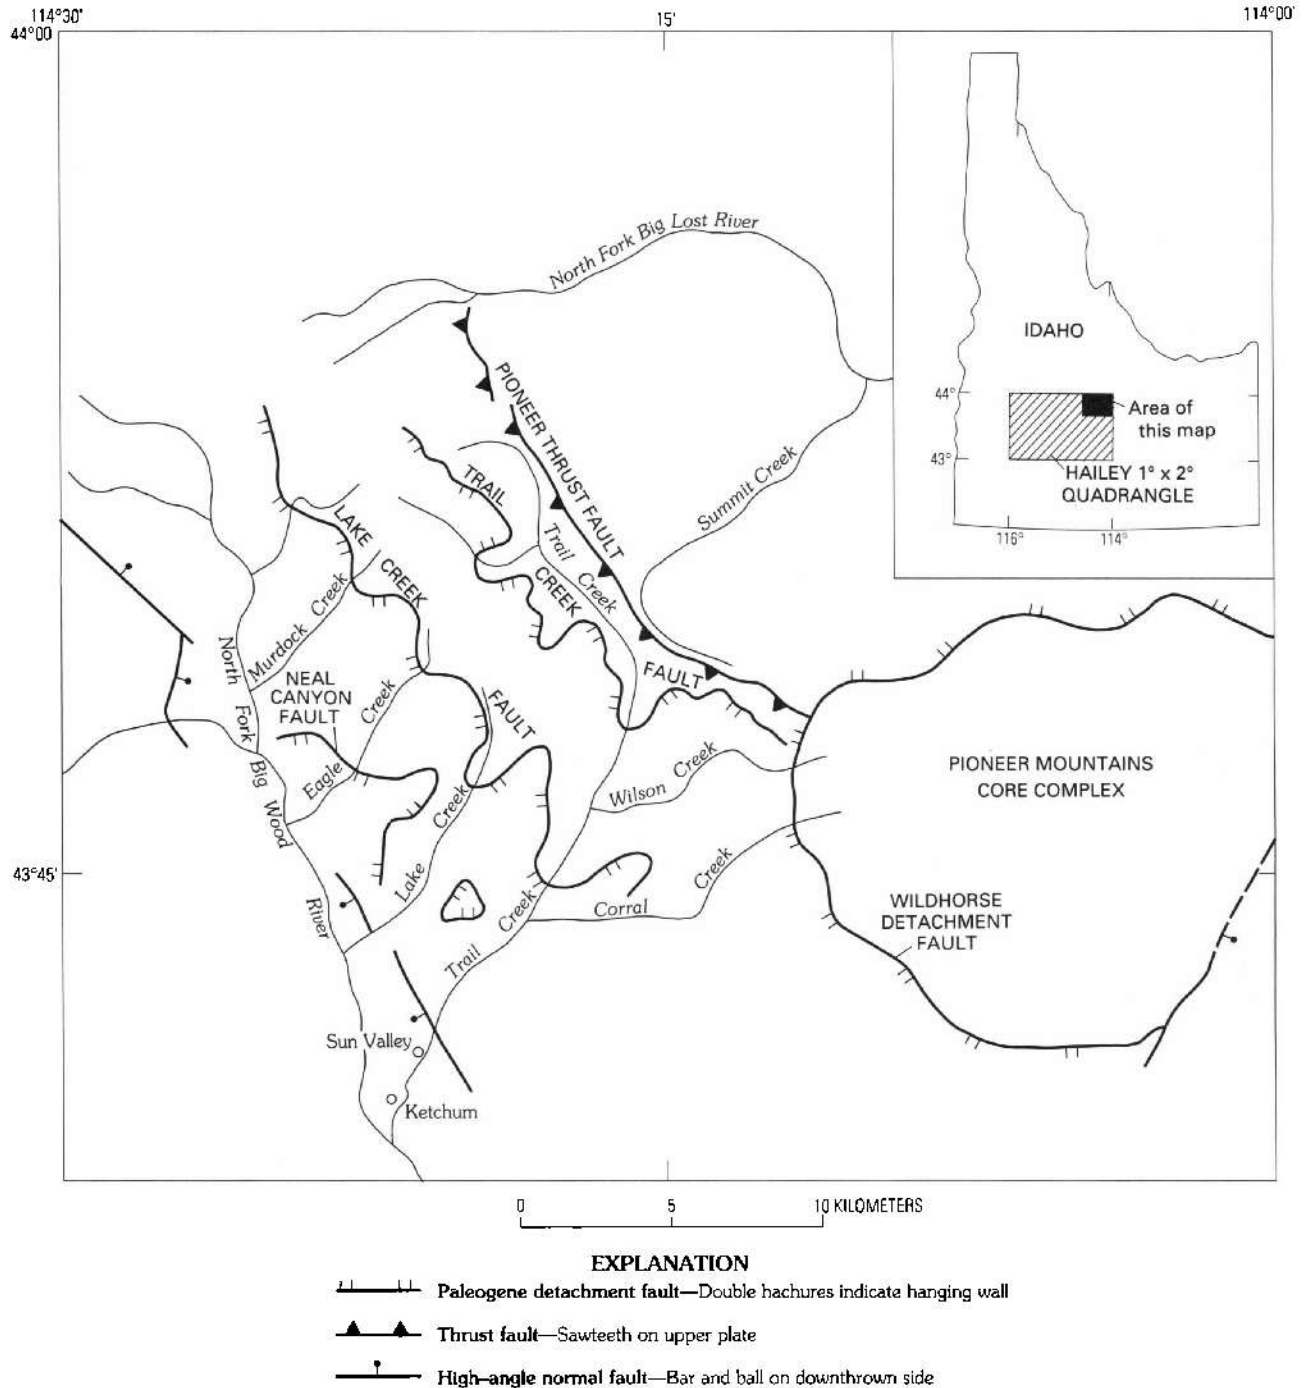 114°30' 15' 114°00'
44°00
North Fork Big Lost River
IDAHO
44°
Area of
this map
43°
HAILEY 1° x 2°
QUADRANGLE
116° 114°
PIONEER THRUST FAULT
Summit Creek
TRAIL
CREEK
FAULT
Trail Creek
LAKE
CREEK
FAULT
Murdock Creek
North Fork Big Wood River
NEAL
CANYON
FAULT
Eagle Creek
Lake Creek
Wilson Creek
Corral Creek
Trail Creek
PIONEER MOUNTAINS
CORE COMPLEX
43°45'
WILDHORSE
DETACHMENT
FAULT
Sun Valley
Ketchum
0 5 10 KILOMETERS
EXPLANATION
Paleogene detachment fault—Double hachures indicate hanging wall
Thrust fault—Sawteeth on upper plate
High-angle normal fault—Bar and ball on downthrown side